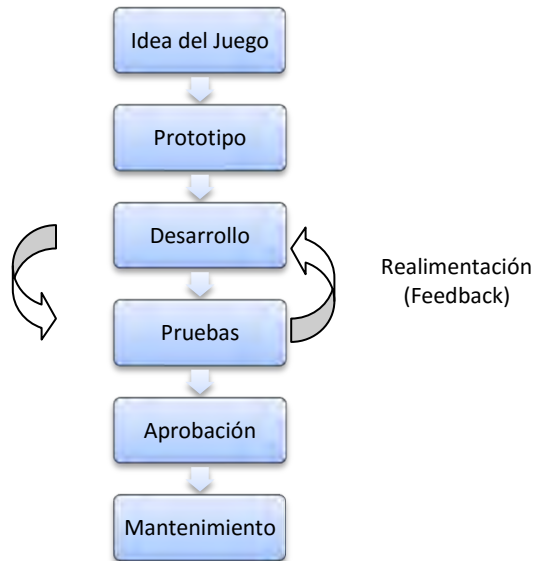 Idea del Juego
Prototipo
Desarrollo
Realimentación
(Feedback)
Pruebas
Aprobación
Mantenimiento